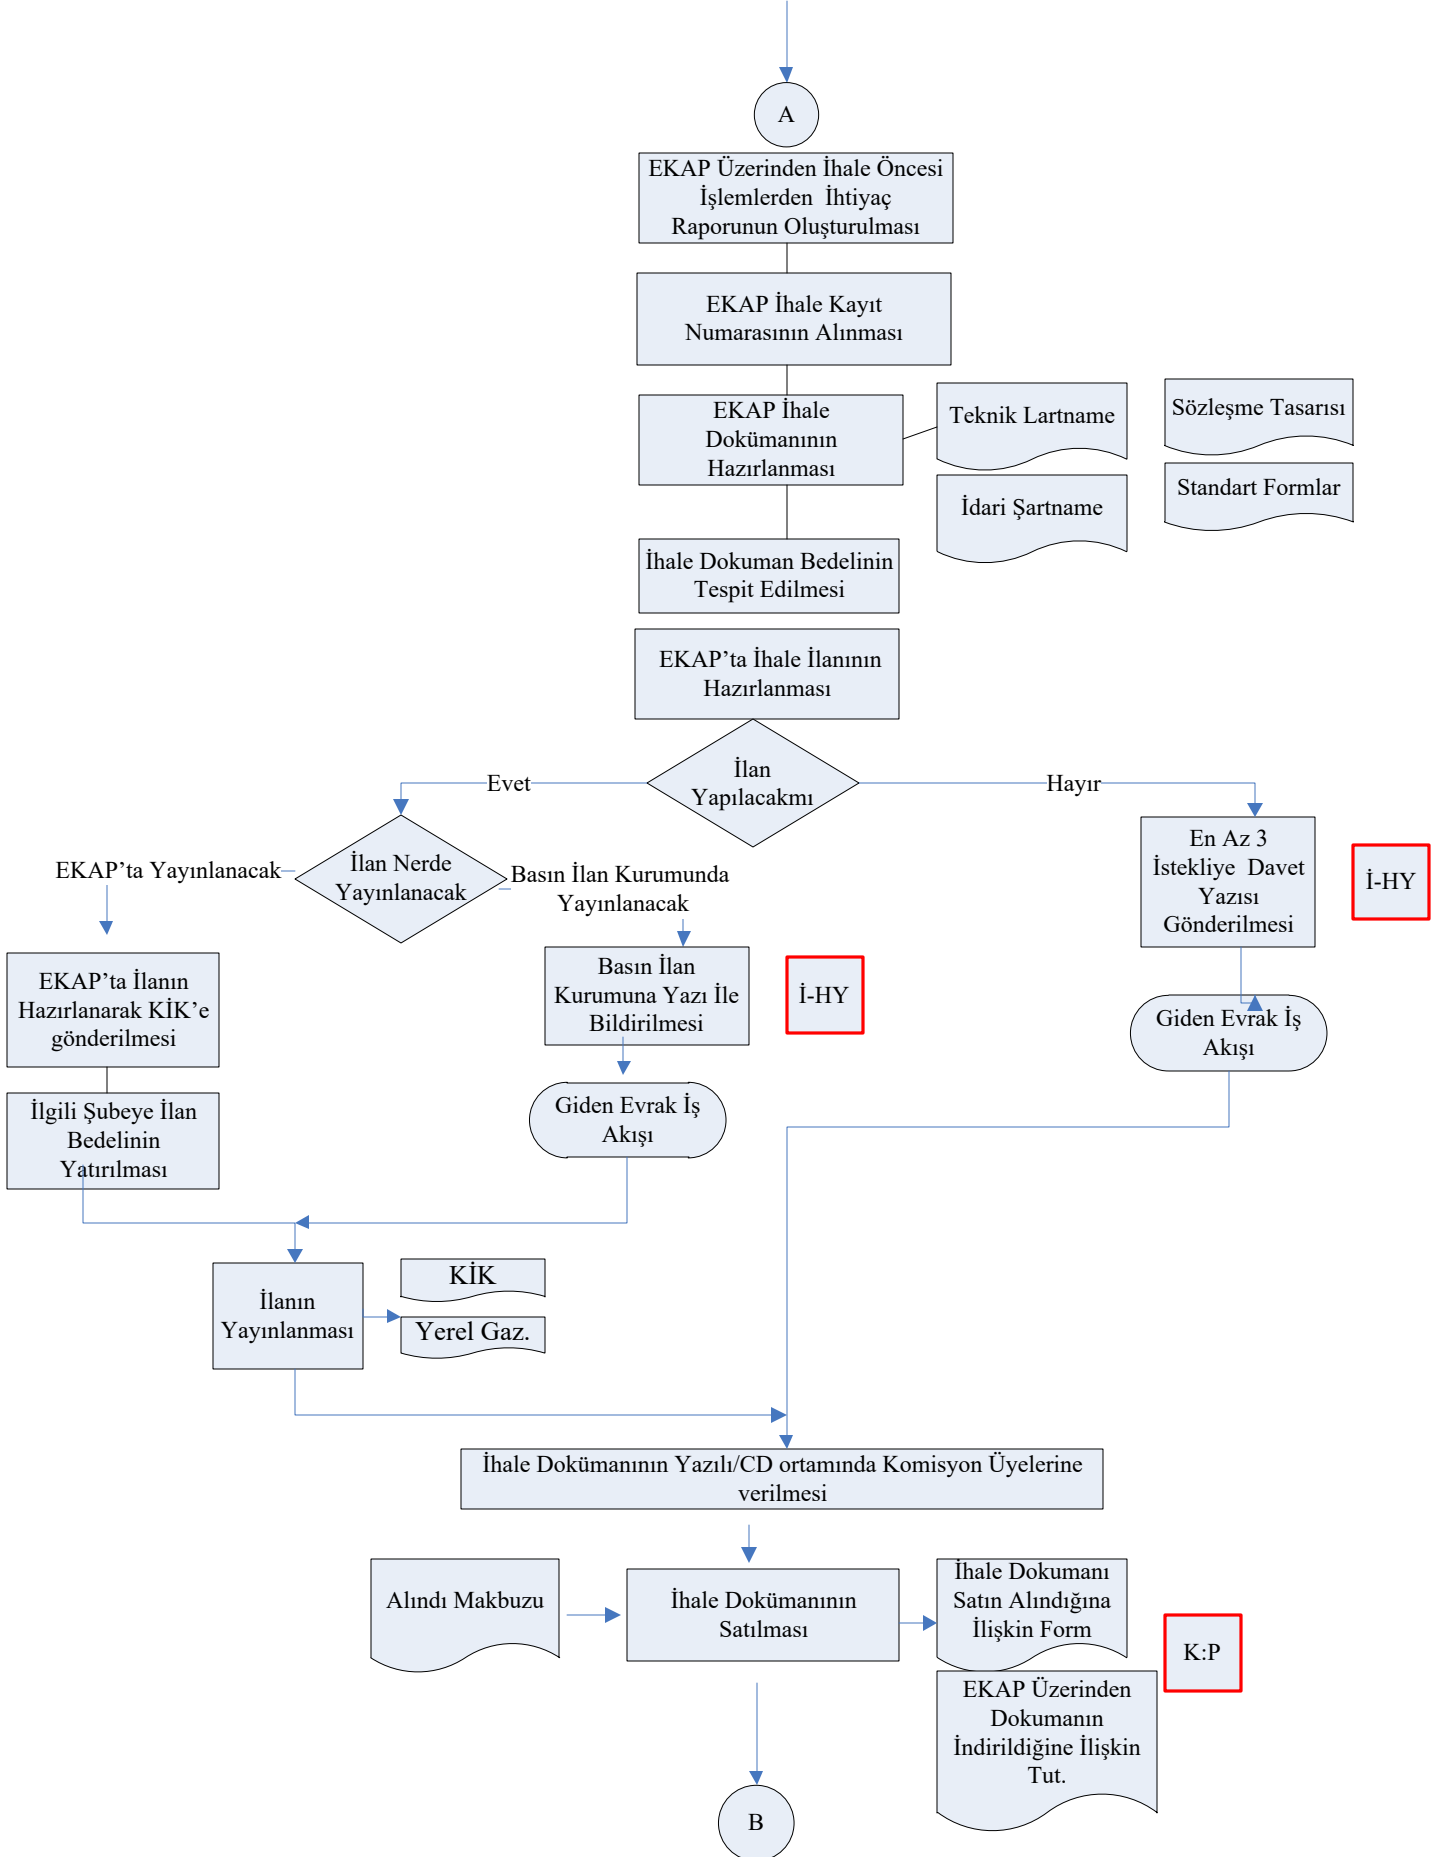 A
EKAP Üzerinden İhale Öncesi
İşlemlerden İhtiyaç
Raporunun Oluşturulması
EKAP İhale Kayıt
Numarasının Alınması
EKAP İhale
Dokümanının
Hazırlanması
Teknik Lartname
Sözleşme Tasarısı
İdari Şartname
Standart Formlar
İhale Dokuman Bedelinin
Tespit Edilmesi
EKAP’ta İhale İlanının
Hazırlanması
İlan
Yapılacakmı
Evet
Hayır
İlan Nerde
Yayınlanacak
EKAP’ta Yayınlanacak
Basın İlan Kurumunda
Yayınlanacak
En Az 3
İstekliye Davet
Yazısı
Gönderilmesi
İ-HY
EKAP’ta İlanın
Hazırlanarak KİK’e
gönderilmesi
Basın İlan
Kurumuna Yazı İle
Bildirilmesi
İ-HY
Giden Evrak İş
Akışı
İlgili Şubeye İlan
Bedelinin
Yatırılması
Giden Evrak İş
Akışı
İlanın
Yayınlanması
KİK
Yerel Gaz.
İhale Dokümanının Yazılı/CD ortamında Komisyon Üyelerine
verilmesi
Alındı Makbuzu
İhale Dokümanının
Satılması
İhale Dokumanı
Satın Alındığına
İlişkin Form
K:P
EKAP Üzerinden
Dokumanın
İndirildiğine İlişkin
Tut.
B